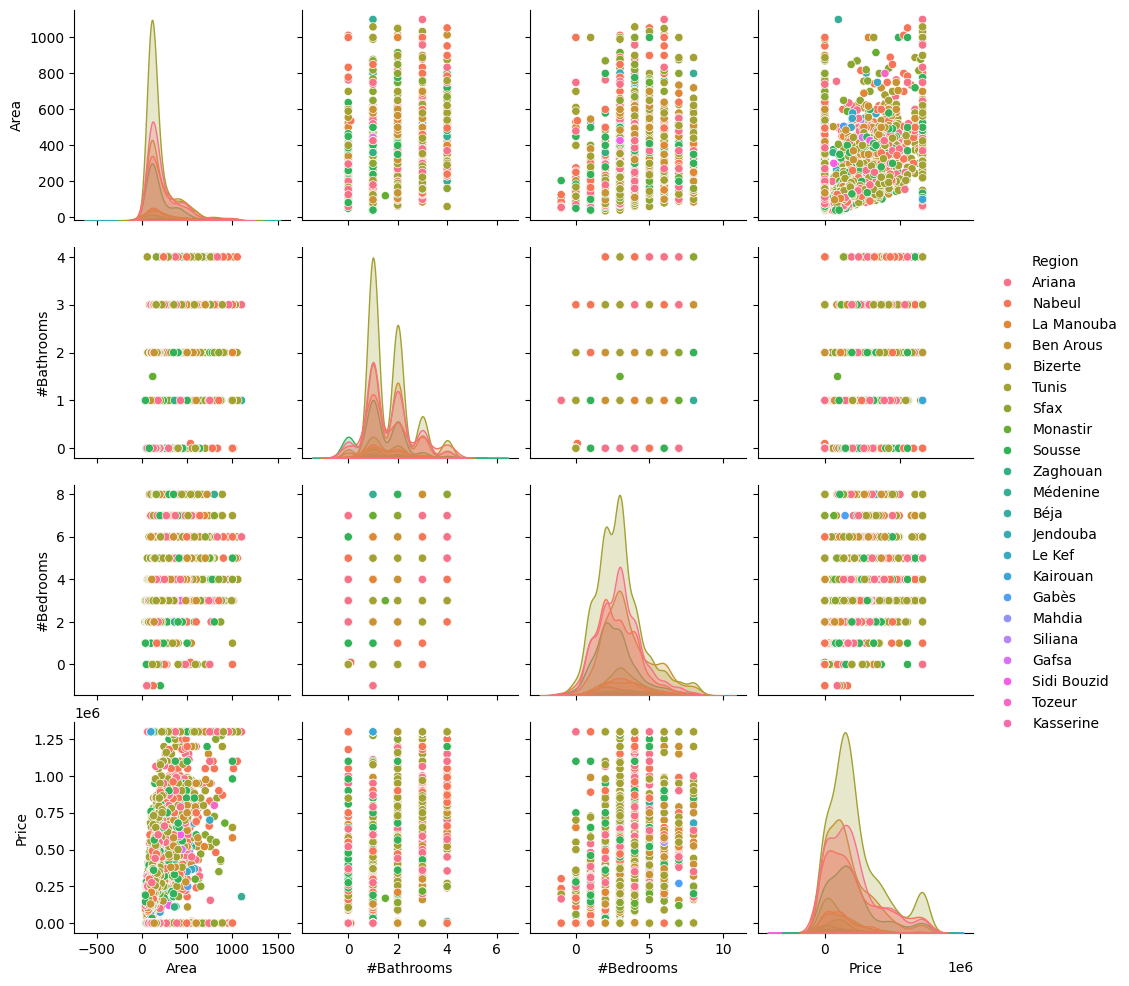 Area
1000
800
600
400
200
0
#Bathrooms
4
3
2
1
0
#Bedrooms
8
6
4
2
0
1e6
Price
1.25
1.00
0.75
0.50
0.25
0.00
−500 0 500 1000 1500
Area
0 2 4 6
#Bathrooms
0 5 10
#Bedrooms
0 1
1e6
Price
Region
Ariana
Nabeul
La Manouba
Ben Arous
Bizerte
Tunis
Sfax
Monastir
Sousse
Zaghouan
Médenine
Béja
Jendouba
Le Kef
Kairouan
Gabès
Mahdia
Siliana
Gafsa
Sidi Bouzid
Tozeur
Kasserine